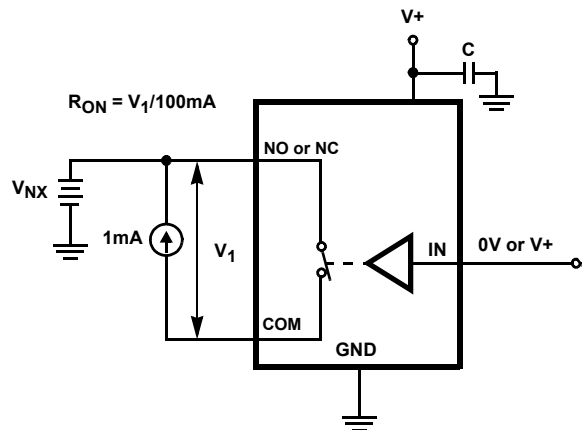 V+
C
R_ON = V_1/100mA
NO or NC
V_NX
1mA
V_1
IN
0V or V+
COM
GND